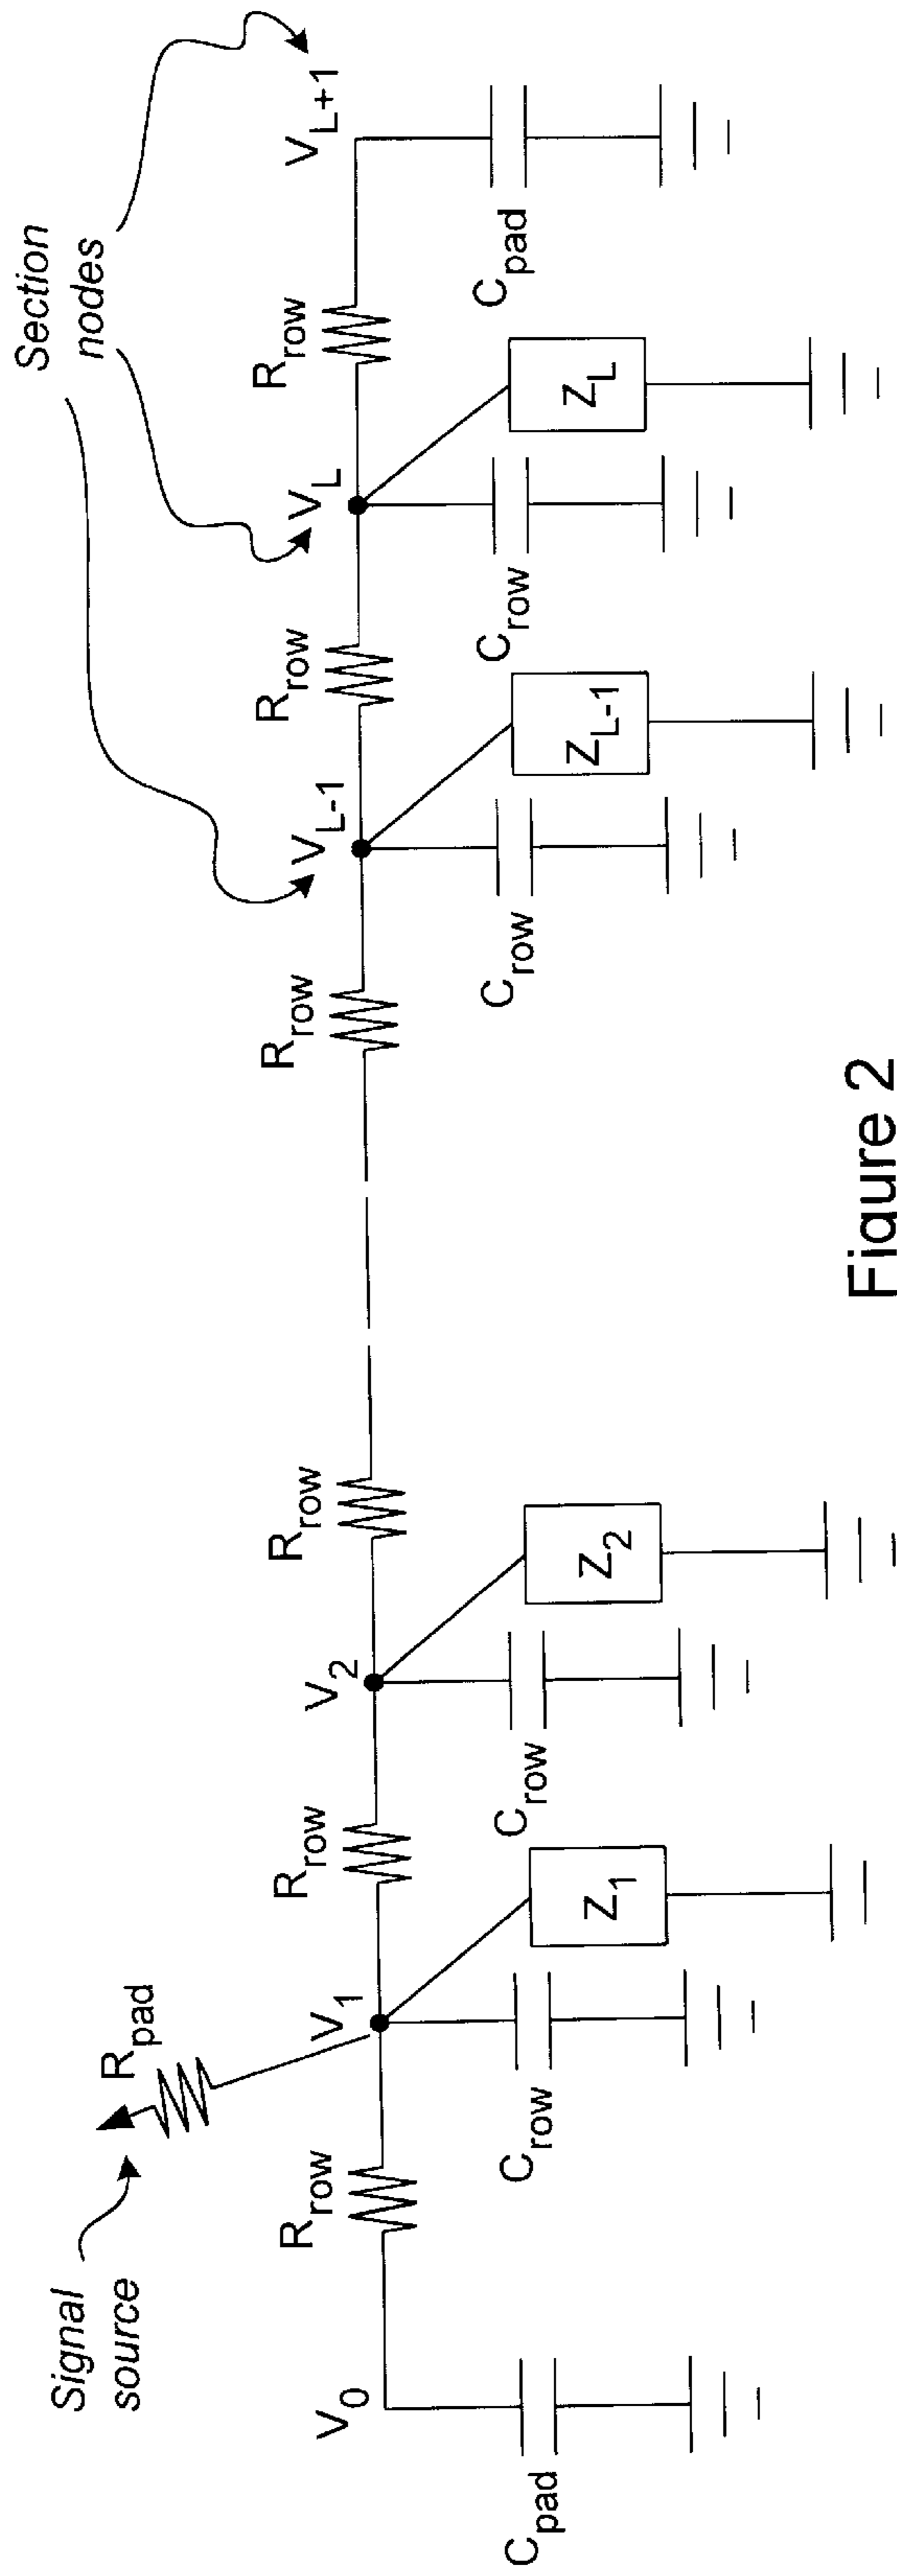 Section
nodes
Signal
source
R_pad
V_0
R_row
V_1
R_row
V_2
R_row
R_row
V_L-1
R_row
V_L
R_row
V_L+1
C_pad
C_row
Z_1
C_row
Z_2
C_row
Z_L-1
C_row
Z_L
C_pad
Figure 2